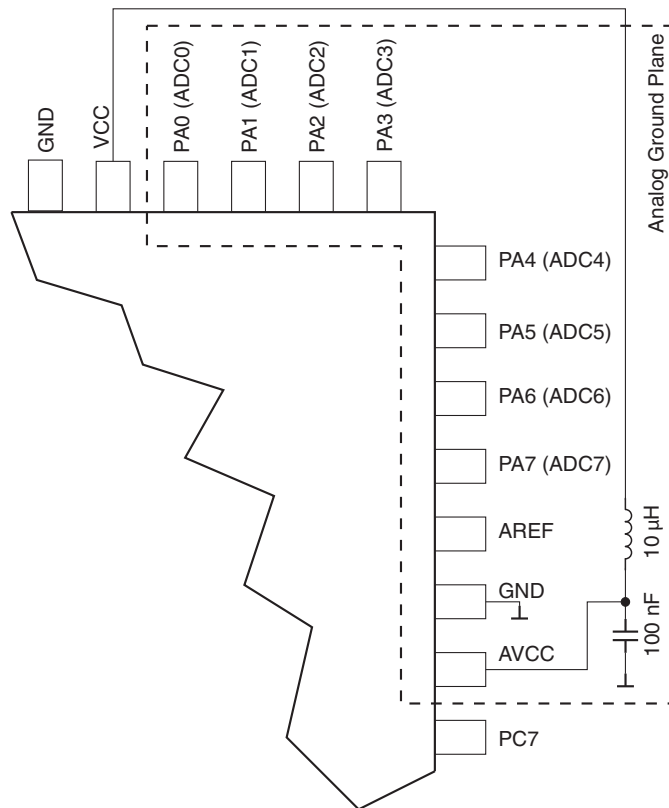 GND
VCC
PA0 (ADC0)
PA1 (ADC1)
PA2 (ADC2)
PA3 (ADC3)
Analog Ground Plane
PA4 (ADC4)
PA5 (ADC5)
PA6 (ADC6)
PA7 (ADC7)
AREF
10 µH
GND
AVCC
100 nF
PC7